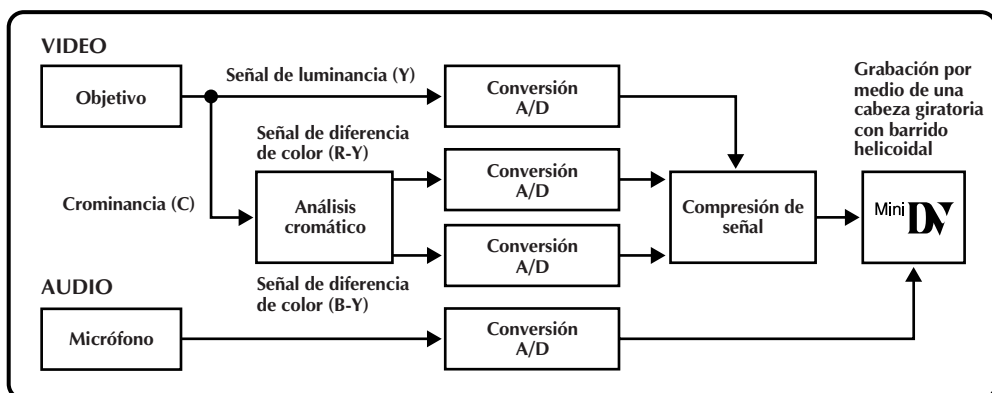 VIDEO
Objetivo
Señal de luminancia (Y)
Conversión
A/D
Grabación por
medio de una
cabeza giratoria
con barrido
helicoidal
Señal de diferencia
de color (R-Y)
Conversión
A/D
Crominancia (C)
Análisis
cromático
Compresión de
señal
Mini DV
Conversión
A/D
Señal de diferencia
de color (B-Y)
AUDIO
Micrófono
Conversión
A/D